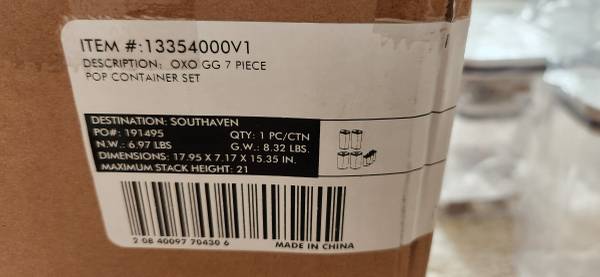 ITEM #:13354000V1
DESCRIPTION: OXO GG 7 PIECE
POP CONTAINER SET
DESTINATION: SOUTHAVEN
PO#: 191495 QTY: 1 PC/CTN
N.W.: 6.97 LBS G.W.: 8.32 LBS.
DIMENSIONS: 17.95 X 7.17 X 15.35 IN.
MAXIMUM STACK HEIGHT: 21
2 08 40097 70430 6 MADE IN CHINA